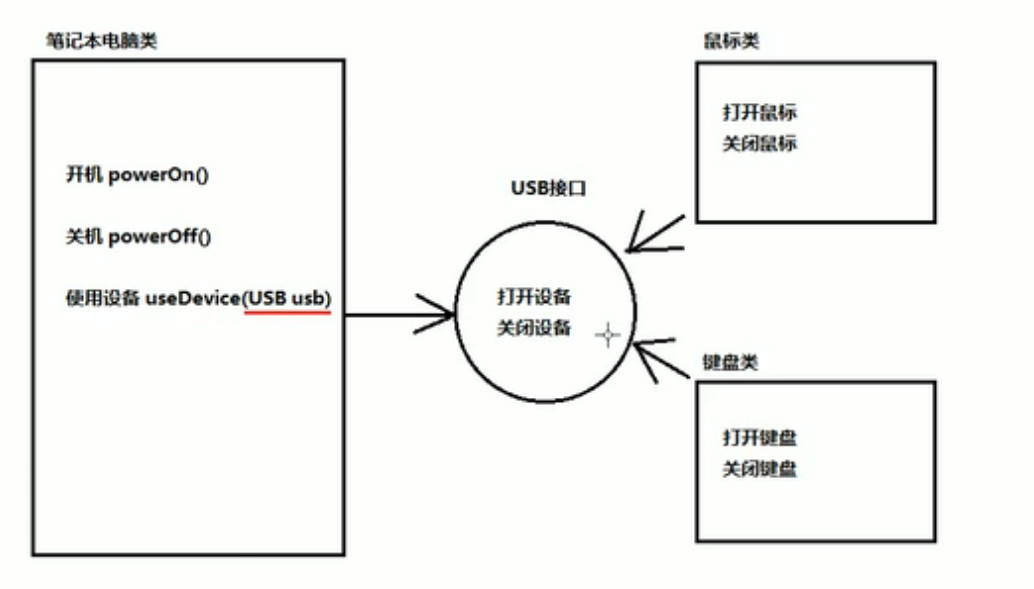 笔记本电脑类
开机 powerOn()
关机 powerOff()
使用设备 useDevice(USB usb)
USB接口
打开设备
关闭设备
鼠标类
打开鼠标
关闭鼠标
键盘类
打开键盘
关闭键盘